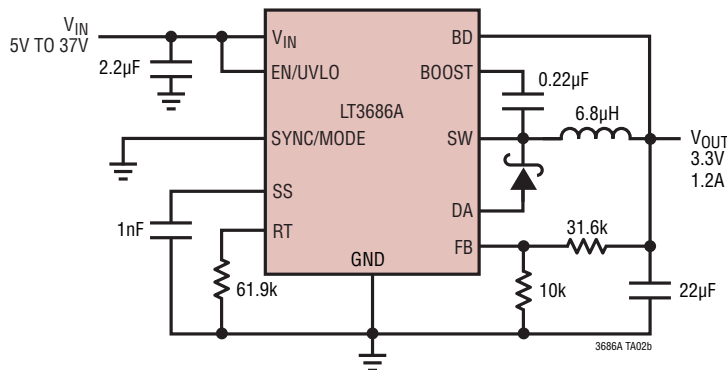 VIN
5V TO 37V
2.2µF
VIN
EN/UVLO
LT3686A
SYNC/MODE
SS
RT
GND
BD
BOOST
SW
DA
FB
0.22µF
6.8µH
VOUT
3.3V
1.2A
1nF
61.9k
31.6k
10k
22µF
3686A TA02b